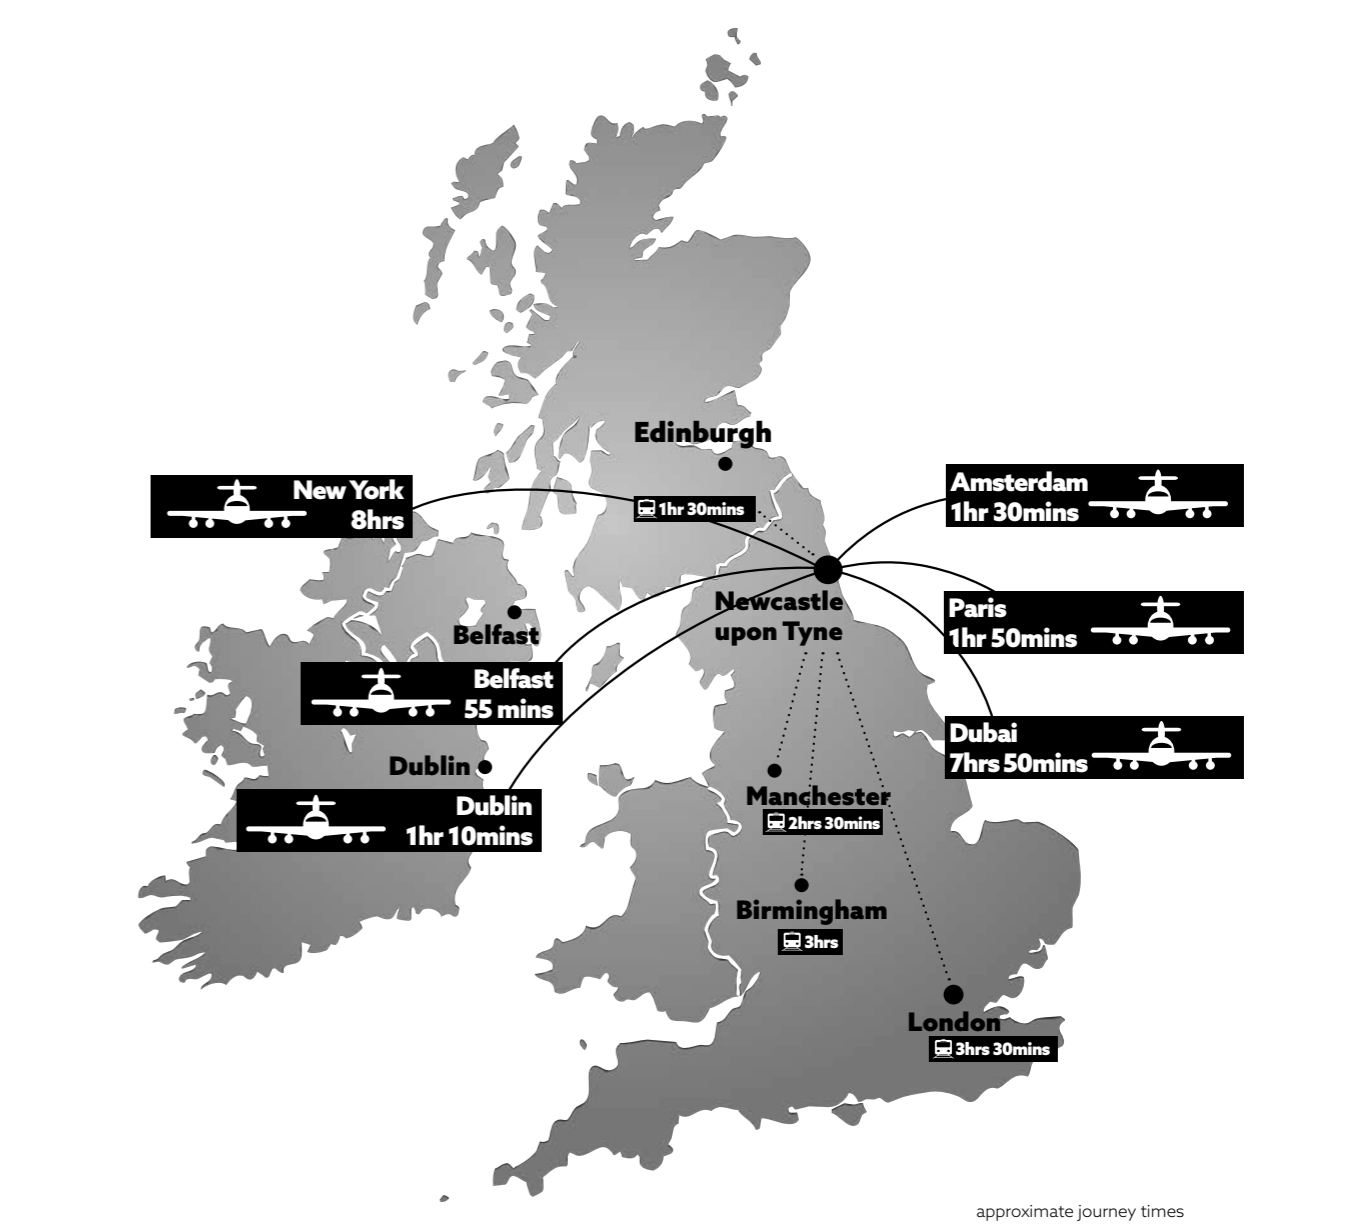 Edinburgh
1hr 30mins
New York
8hrs
Amsterdam
1hr 30mins
Newcastle
upon Tyne
Paris
1hr 50mins
Belfast
Belfast
55 mins
Dubai
7hrs 50mins
Dublin
Dublin
1hr 10mins
Manchester
2hrs 30mins
Birmingham
3hrs
London
3hrs 30mins
approximate journey times